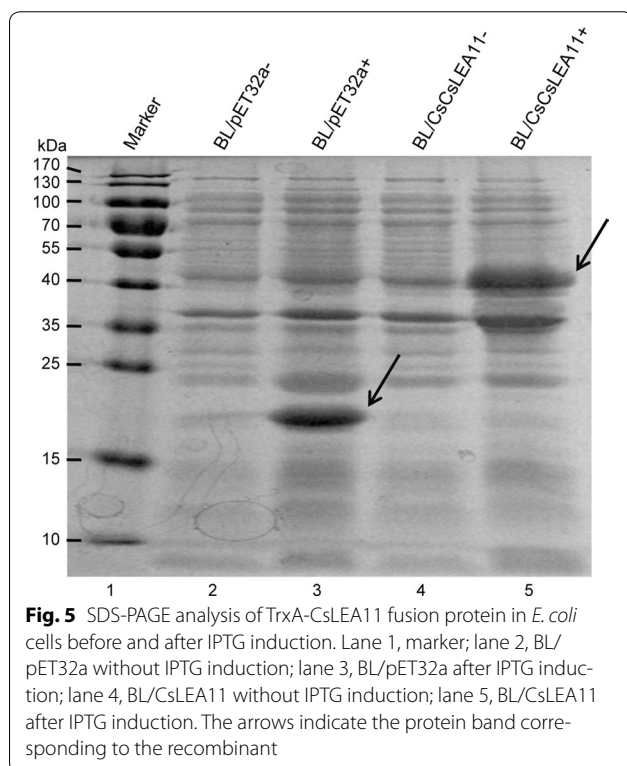 kDa
Marker
BL/pET32a-
BL/pET32a+
BL/CsCsLEA11-
BL/CsCsLEA11+
170
130
100
70
55
40
35
25
15
10
1 2 3 4 5
Fig. 5 SDS-PAGE analysis of TrxA-CsLEA11 fusion protein in E. coli
cells before and after IPTG induction. Lane 1, marker; lane 2, BL/
pET32a without IPTG induction; lane 3, BL/pET32a after IPTG induc-
tion; lane 4, BL/CsLEA11 without IPTG induction; lane 5, BL/CsLEA11
after IPTG induction. The arrows indicate the protein band corre-
sponding to the recombinant